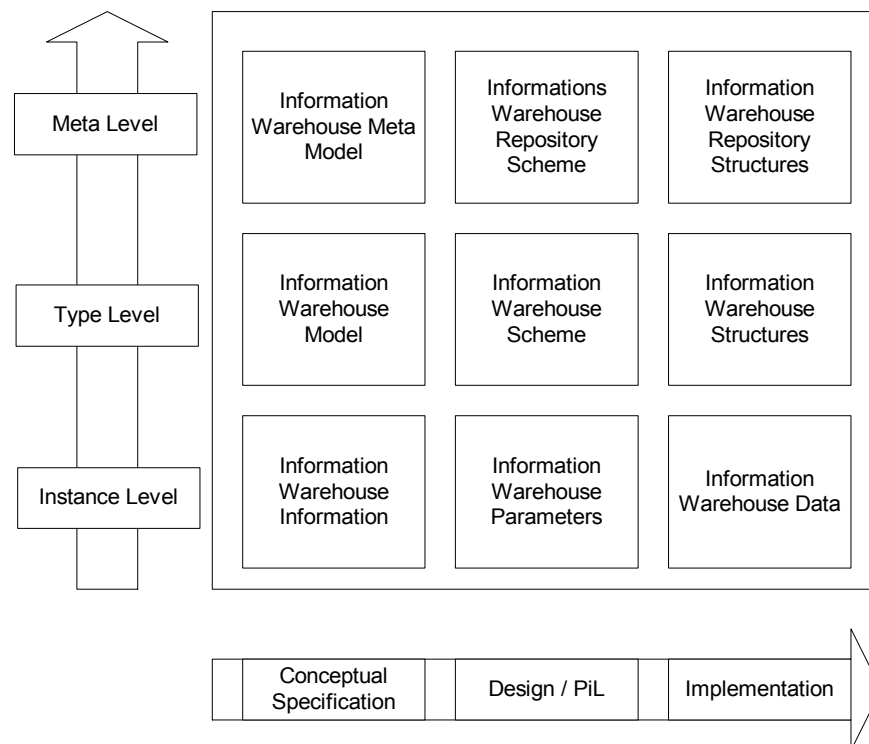 Meta Level
Information
Warehouse Meta
Model
Informations
Warehouse
Repository
Scheme
Information
Warehouse
Repository
Structures
Type Level
Information
Warehouse
Model
Information
Warehouse
Scheme
Information
Warehouse
Structures
Instance Level
Information
Warehouse
Information
Information
Warehouse
Parameters
Information
Warehouse Data
Conceptual
Specification
Design / PiL
Implementation